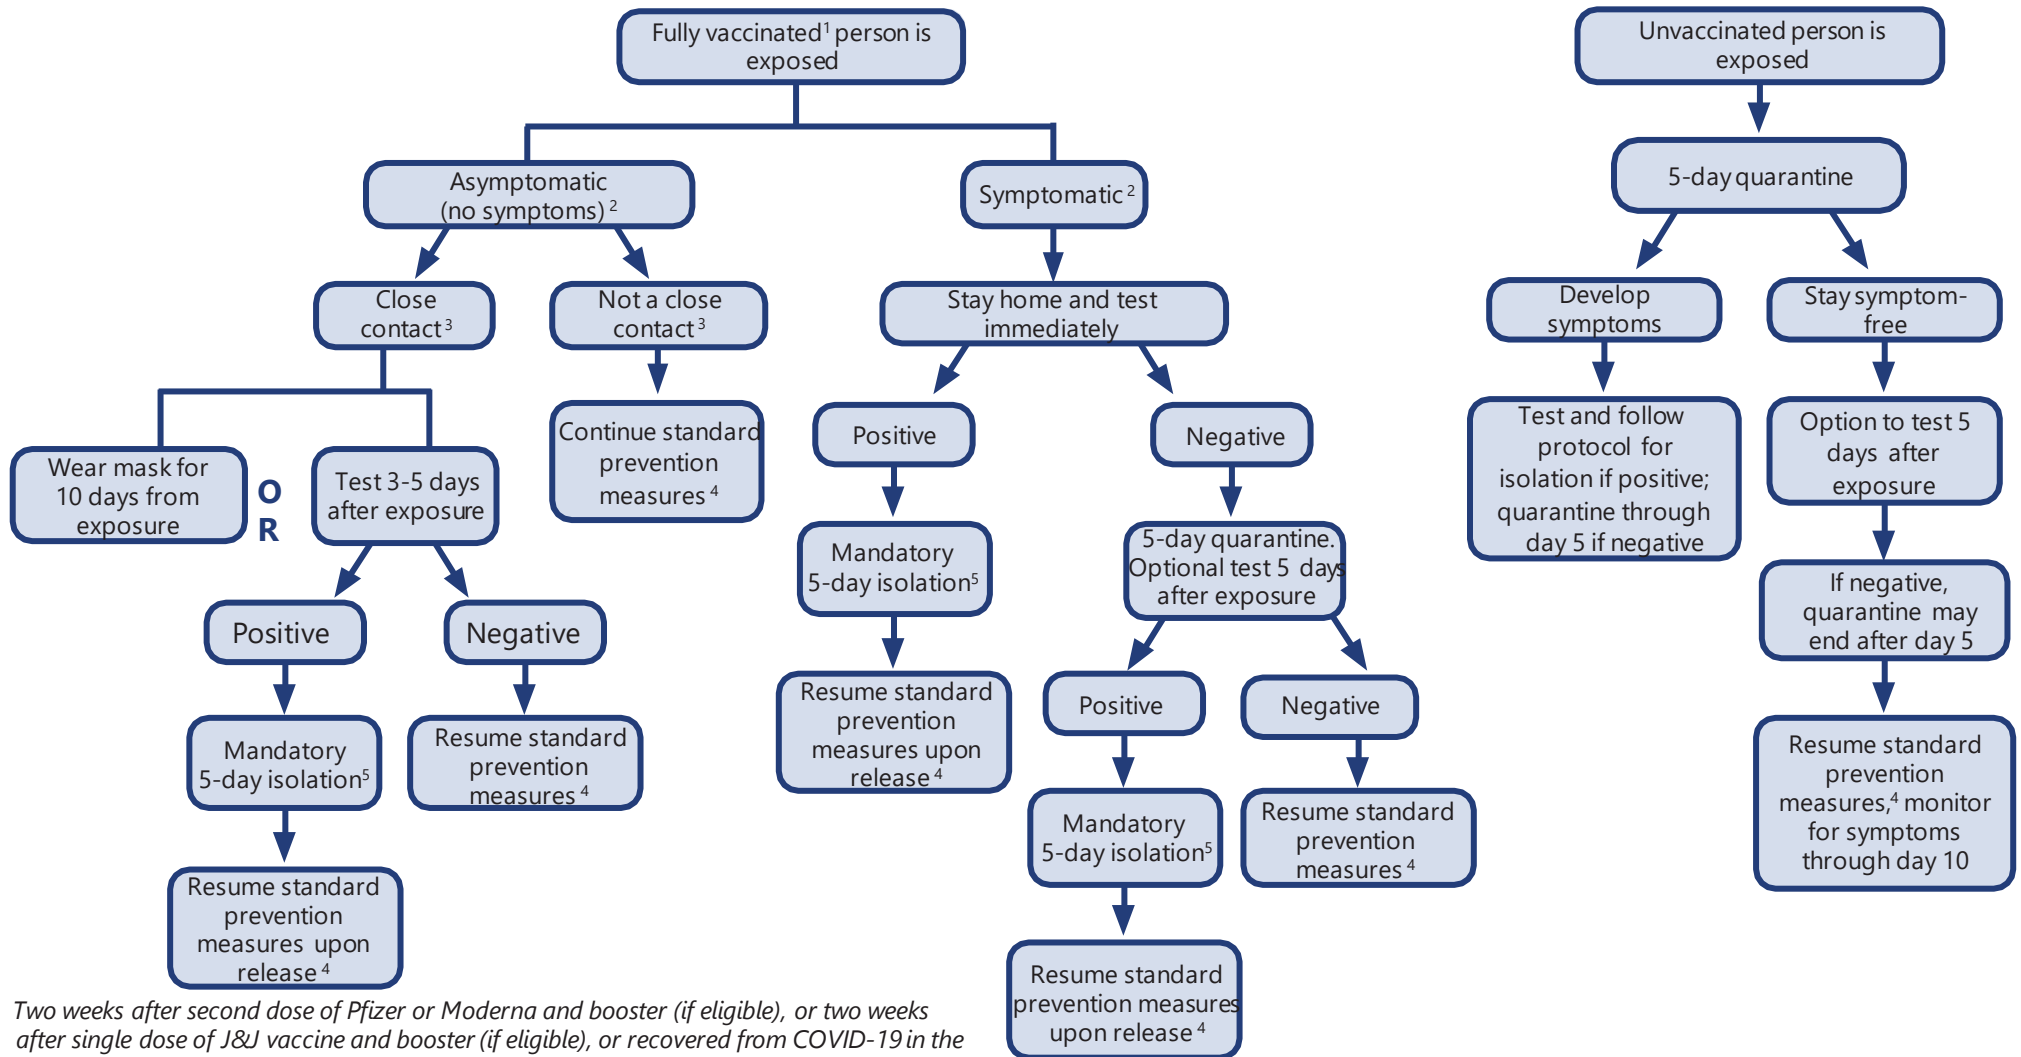 Fully vaccinated1 person is
exposed
Unvaccinated person is
exposed
5-day quarantine
Asymptomatic
(no symptoms) 2
Symptomatic 2
Close
contact 3
Not a close
contact 3
Stay home and test
immediately
Develop
symptoms
Stay symptom-
free
Wear mask for
10 days from
exposure
O
R
Test 3-5 days
after exposure
Continue standard
prevention
measures 4
Positive
Negative
Test and follow
protocol for
isolation if positive;
quarantine through
day 5 if negative
Option to test 5
days after
exposure
Mandatory
5-day isolation5
5-day quarantine.
Optional test 5 days
after exposure
If negative,
quarantine may
end after day 5
Positive
Negative
Resume standard
prevention
measures upon
release 4
Positive
Negative
Mandatory
5-day isolation5
Resume standard
prevention
measures 4
Mandatory
5-day isolation5
Resume standard
prevention
measures 4
Resume standard
prevention
measures,4 monitor
for symptoms
through day 10
Resume standard
prevention
measures upon
release 4
Resume standard
prevention measures
upon release 4
Two weeks after second dose of Pfizer or Moderna and booster (if eligible), or two weeks
after single dose of J&J vaccine and booster (if eligible), or recovered from COVID-19 in the